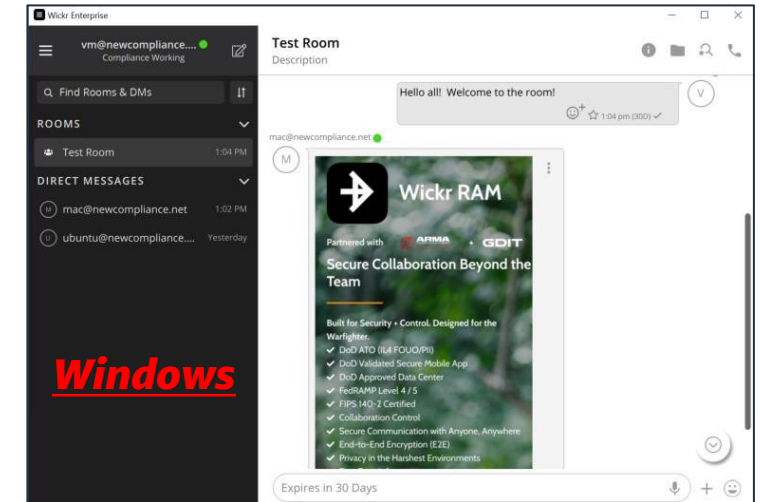 Wickr Enterprise
vm@newcompliance....
Compliance Working
Find Rooms & DMs
ROOMS
Test Room 1:04 PM
DIRECT MESSAGES
M mac@newcompliance.net 1:02 PM
U ubuntu@newcompliance.... Yesterday
Windows
Test Room
Description
Hello all! Welcome to the room!
V
1:04 pm (30D)
mac@newcompliance.net
M
Wickr RAM
Partnered with ARMA + GDIT
Secure Collaboration Beyond the
Team
Built for Security + Control. Designed for the
Warfighter.
DoD ATO (IL4 FOUO/PII)
DoD Validated Secure Mobile App
DoD Approved Data Center
FedRAMP Level 4 / 5
FIPS 140-2 Certified
Collaboration Control
Secure Communication with Anyone, Anywhere
End-to-End Encryption (E2E)
Privacy in the Harshest Environments
Expires in 30 Days